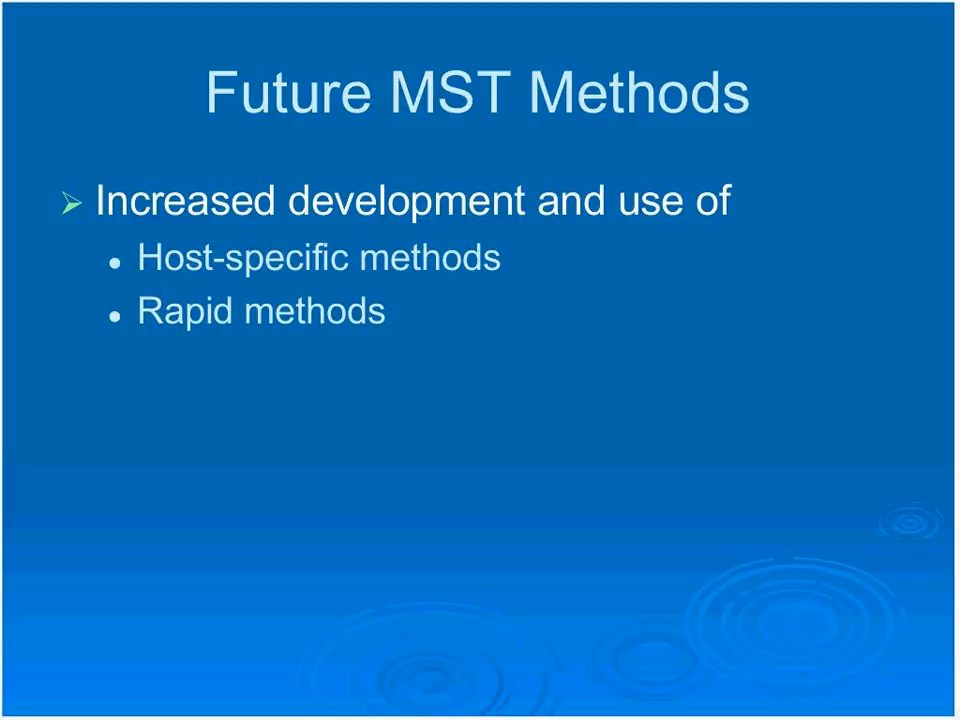 Future MST Methods
Increased development and use of
Host-specific methods
Rapid methods